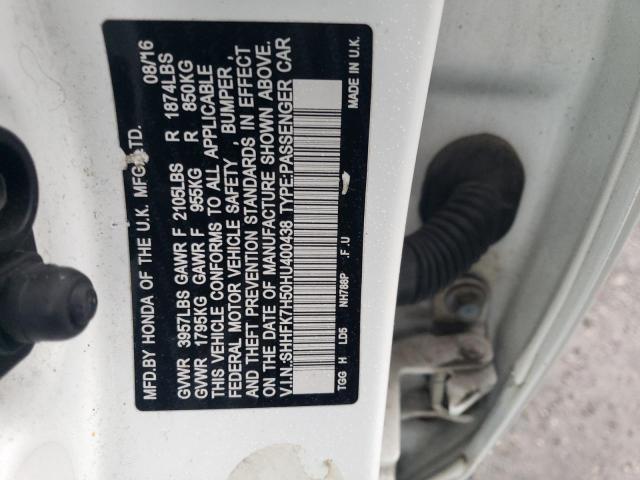 MFD.BY HONDA OF THE U.K. MFG. LTD. 08/16
GVWR 3957LBS GAWR F 2105LBS R 1874LBS
GVWR 1795KG GAWR F 955KG R 850KG
THIS VEHICLE CONFORMS TO ALL APPLICABLE
FEDERAL MOTOR VEHICLE SAFETY , BUMPER ,
AND THEFT PREVENTION STANDARDS IN EFFECT
ON THE DATE OF MANUFACTURE SHOWN ABOVE.
V.I.N.:SHHFK7H50HU400438 TYPE:PASSENGER CAR
TGG H LD5 NH788P .F .U MADE IN U.K.